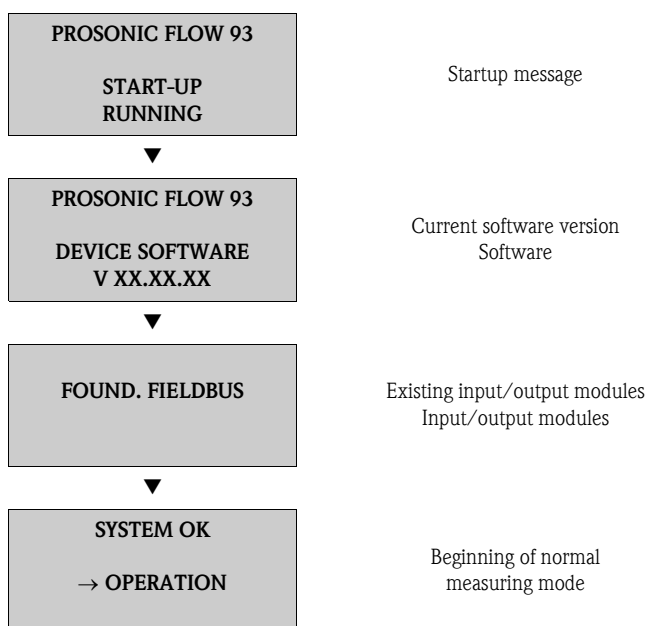 PROSONIC FLOW 93
START-UP
RUNNING
Startup message
▼
PROSONIC FLOW 93
DEVICE SOFTWARE
V XX.XX.XX
Current software version
Software
▼
FOUND. FIELDBUS
Existing input/output modules
Input/output modules
▼
SYSTEM OK
→ OPERATION
Beginning of normal
measuring mode